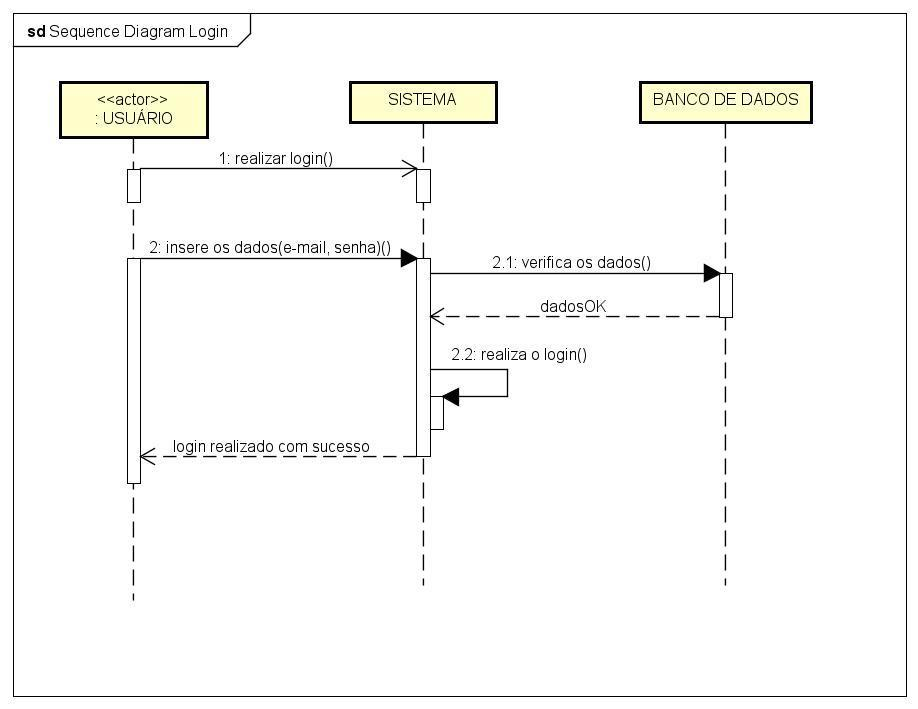 sd Sequence Diagram Login
<<actor>>
: USUÁRIO
SISTEMA
BANCO DE DADOS
1: realizar login()
2: insere os dados(e-mail, senha)()
2.1: verifica os dados()
dadosOK
2.2: realiza o login()
login realizado com sucesso